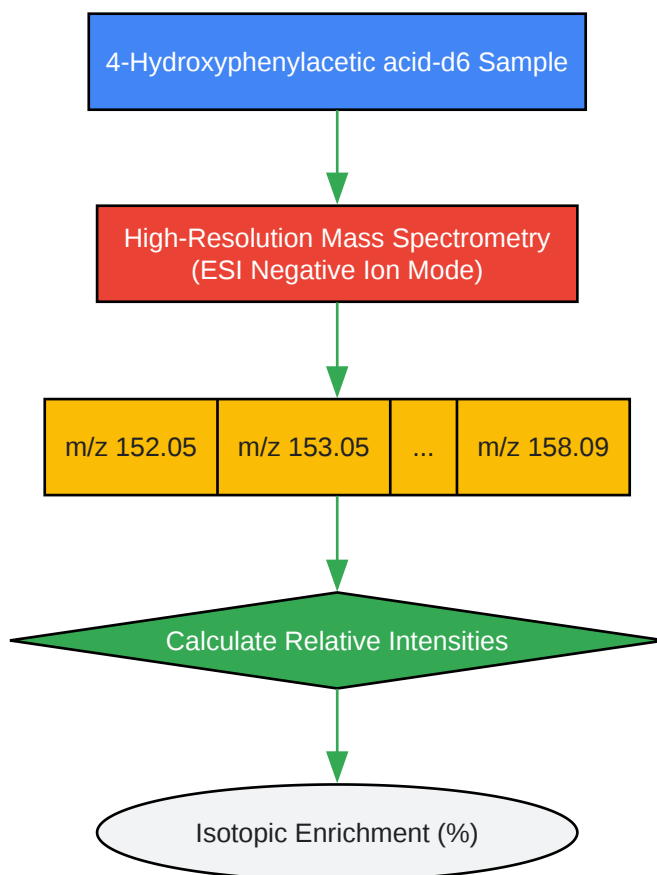 4-Hydroxyphenylacetic acid-d6 Sample
High-Resolution Mass Spectrometry
(ESI Negative Ion Mode)
m/z 152.05 m/z 153.05 ... m/z 158.09
Calculate Relative Intensities
Isotopic Enrichment (%)